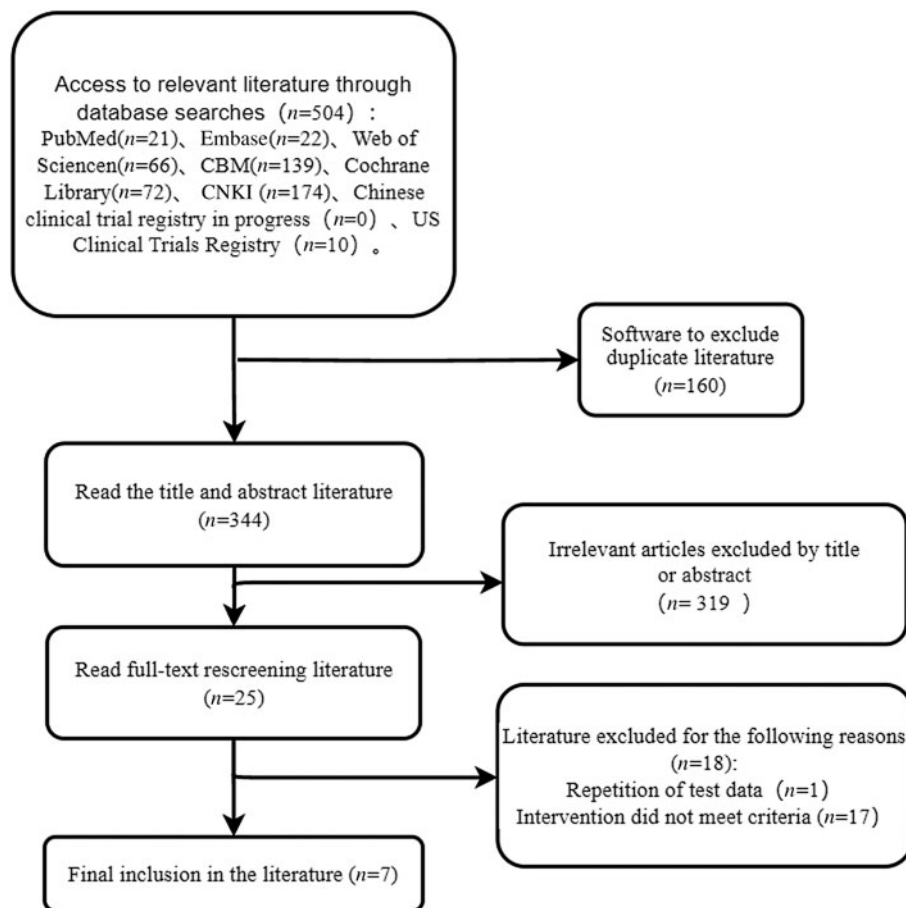 Access to relevant literature through
database searches（n=504）:
PubMed(n=21)、Embase(n=22)、Web of
Sciencen(n=66)、CBM(n=139)、Cochrane
Library(n=72)、CNKI (n=174)、Chinese
clinical trial registry in progress（n=0）、US
Clinical Trials Registry（n=10）。
Software to exclude
duplicate literature
(n=160)
Read the title and abstract literature
(n=344)
Irrelevant articles excluded by title
or abstract
(n= 319 )
Read full-text rescreening literature
(n=25)
Literature excluded for the following reasons
(n=18):
Repetition of test data（n=1）
Intervention did not meet criteria (n=17)
Final inclusion in the literature (n=7)